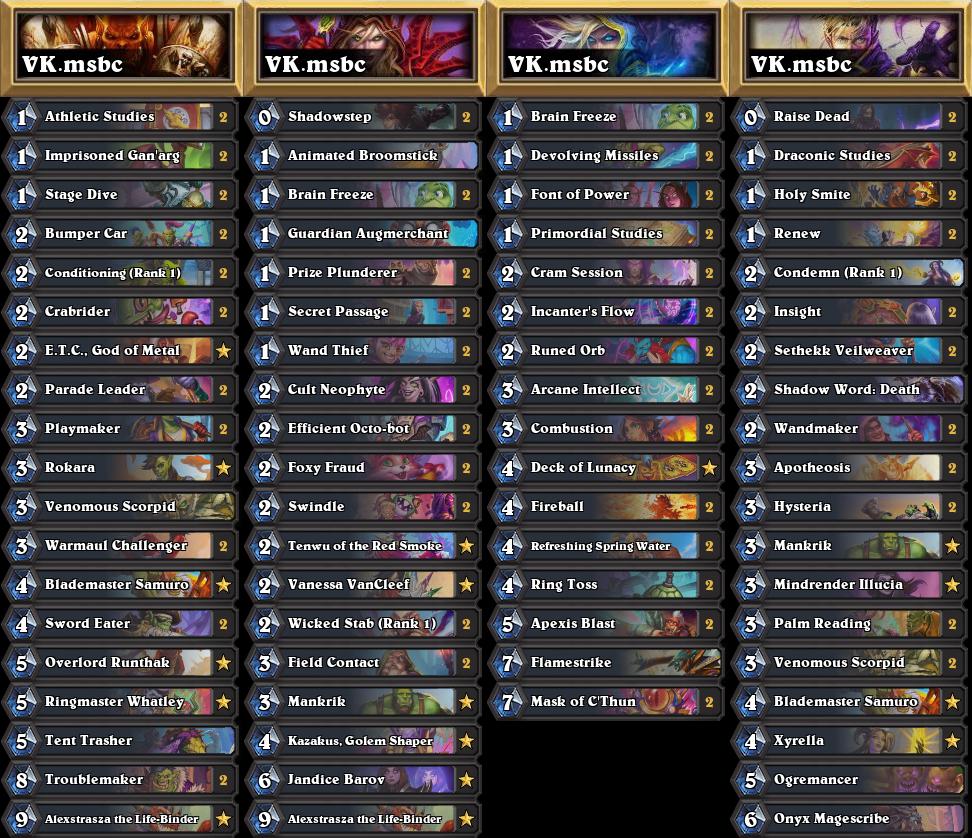 VK.msbc
1 Athletic Studies 2
1 Imprisoned Gan'arg 2
1 Stage Dive 2
2 Bumper Car 2
2 Conditioning (Rank 1) 2
2 Crabrider 2
2 E.T.C., God of Metal
2 Parade Leader 2
3 Playmaker 2
3 Rokara
3 Venomous Scorpid
3 Warmaul Challenger 2
4 Blademaster Samuro
4 Sword Eater 2
5 Overlord Runthak
5 Ringmaster Whatley
5 Tent Trasher
8 Troublemaker 2
9 Alexstrasza the Life-Binder
VK.msbc
0 Shadowstep 2
1 Animated Broomstick
1 Brain Freeze 2
1 Guardian Augmerchant
1 Prize Plunderer 2
1 Secret Passage 2
1 Wand Thief 2
2 Cult Neophyte 2
2 Efficient Octo-bot 2
2 Foxy Fraud 2
2 Swindle 2
2 Tenwu of the Red Smoke
2 Vanessa VanCleef
2 Wicked Stab (Rank 1) 2
3 Field Contact 2
3 Mankrik
4 Kazakus, Golem Shaper
6 Jandice Barov
9 Alexstrasza the Life-Binder
VK.msbc
1 Brain Freeze 2
1 Devolving Missiles 2
1 Font of Power 2
1 Primordial Studies 2
2 Cram Session 2
2 Incanter's Flow 2
2 Runed Orb 2
3 Arcane Intellect 2
3 Combustion 2
4 Deck of Lunacy
4 Fireball 2
4 Refreshing Spring Water 2
4 Ring Toss 2
5 Apexis Blast 2
7 Flamestrike
7 Mask of C'Thun 2
VK.msbc
0 Raise Dead 2
1 Draconic Studies 2
1 Holy Smite 2
1 Renew 2
2 Condemn (Rank 1)
2 Insight 2
2 Sethekk Veilweaver 2
2 Shadow Word: Death
2 Wandmaker 2
3 Apotheosis 2
3 Hysteria 2
3 Mankrik
3 Mindrender Illucia
3 Palm Reading 2
3 Venomous Scorpid 2
4 Blademaster Samuro
4 Xyrella
5 Ogremancer
6 Onyx Magescribe